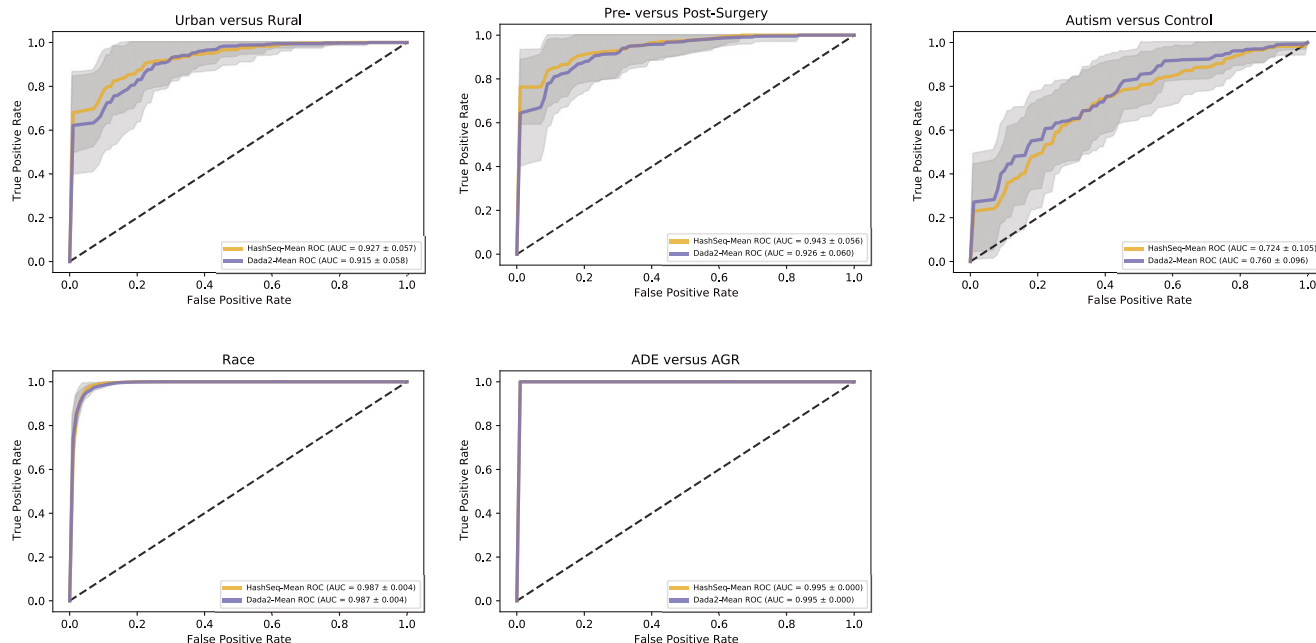 Urban versus Rural
1.0
0.8
0.6
0.4
0.2
0.0
True Positive Rate
HashSeq-Mean ROC (AUC = 0.927 ± 0.057)
Dada2-Mean ROC (AUC = 0.915 ± 0.058)
0.0 0.2 0.4 0.6 0.8 1.0
False Positive Rate
Pre- versus Post-Surgery
1.0
0.8
0.6
0.4
0.2
0.0
True Positive Rate
HashSeq-Mean ROC (AUC = 0.943 ± 0.056)
Dada2-Mean ROC (AUC = 0.926 ± 0.060)
0.0 0.2 0.4 0.6 0.8 1.0
False Positive Rate
Autism versus Control
1.0
0.8
0.6
0.4
0.2
0.0
True Positive Rate
HashSeq-Mean ROC (AUC = 0.724 ± 0.105)
Dada2-Mean ROC (AUC = 0.760 ± 0.096)
0.0 0.2 0.4 0.6 0.8 1.0
False Positive Rate
Race
1.0
0.8
0.6
0.4
0.2
0.0
True Positive Rate
HashSeq-Mean ROC (AUC = 0.987 ± 0.004)
Dada2-Mean ROC (AUC = 0.987 ± 0.004)
0.0 0.2 0.4 0.6 0.8 1.0
False Positive Rate
ADE versus AGR
1.0
0.8
0.6
0.4
0.2
0.0
True Positive Rate
HashSeq-Mean ROC (AUC = 0.995 ± 0.000)
Dada2-Mean ROC (AUC = 0.995 ± 0.000)
0.0 0.2 0.4 0.6 0.8 1.0
False Positive Rate